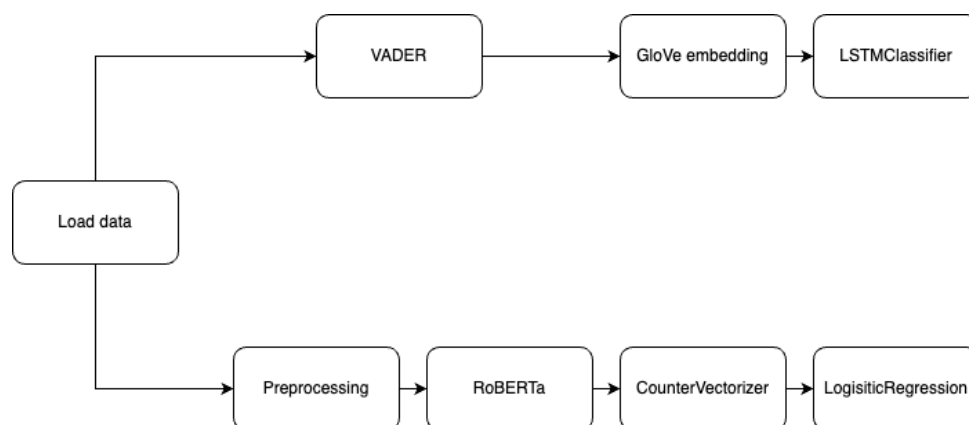 VADER
GloVe embedding
LSTMClassifier
Load data
Preprocessing
RoBERTa
CounterVectorizer
LogisiticRegression